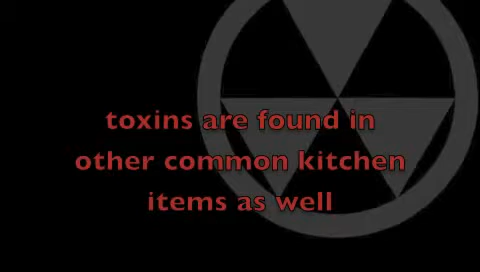 toxins are found in
other common kitchen
items as well